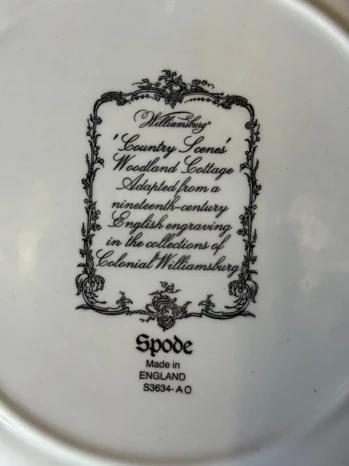 Williamsburg®
'Country Scenes'
Woodland Cottage
Adapted from a
nineteenth-century
English engraving
in the collections of
Colonial Williamsburg
Spode
Made in
ENGLAND
S3634-A O